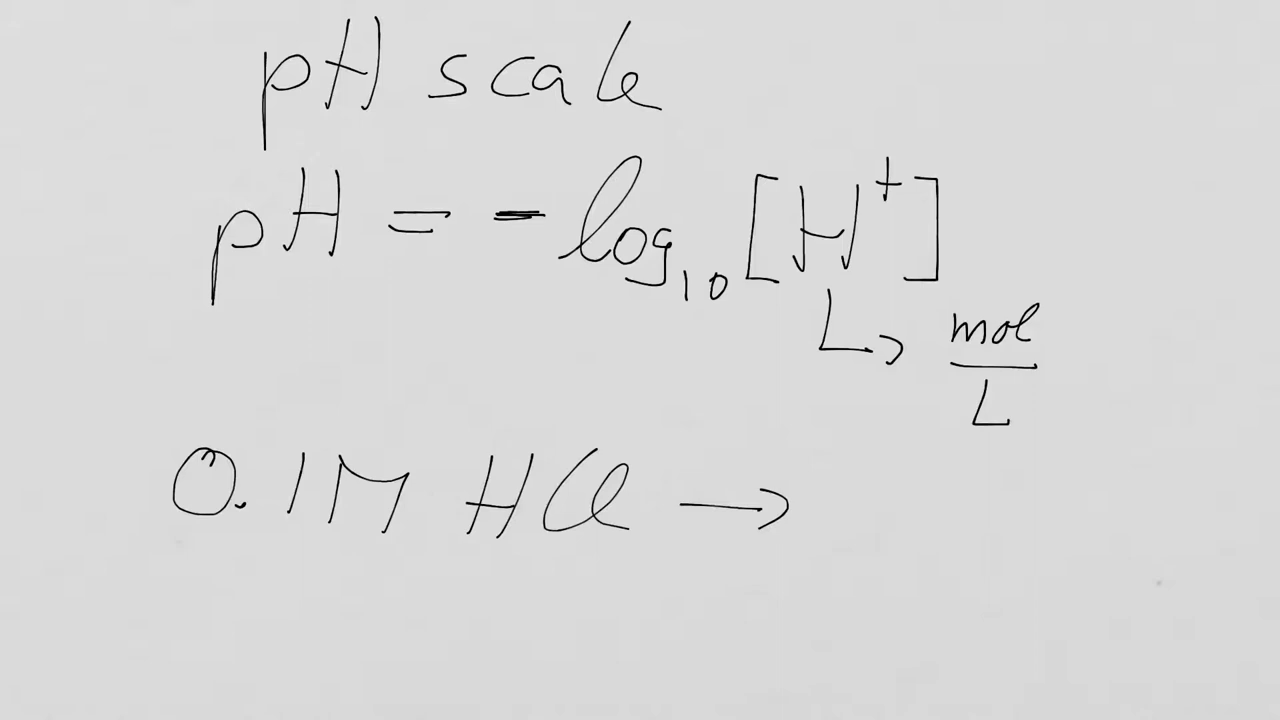 pH scale
pH = - log₁₀ [H⁺]
↳ mol
L
0.1M HCl →